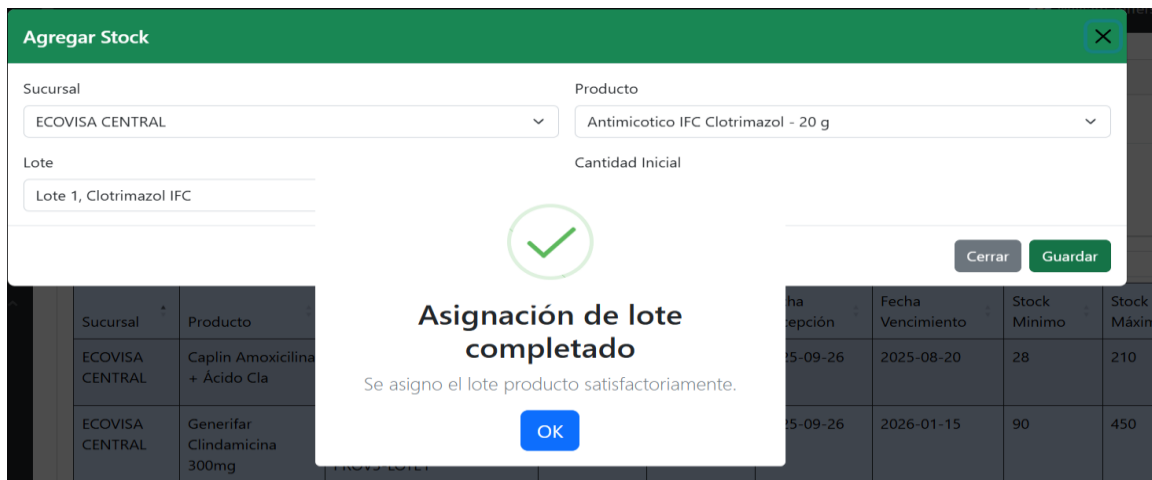 Agregar Stock
Sucursal Producto
ECOVISA CENTRAL Antimicotico IFC Clotrimazol - 20 g
Lote Cantidad Inicial
Lote 1, Clotrimazol IFC
Cerrar Guardar
Asignación de lote
completado
Se asigno el lote producto satisfactoriamente.
OK
Fecha Stock Stock
Sucursal Producto Vencimiento Minimo
ECOVISA Caplin Amoxicilina 2025-08-20 28 210
CENTRAL + Ácido Cla
ECOVISA Generifar 2026-01-15 90 450
CENTRAL Clindamicina
300mg